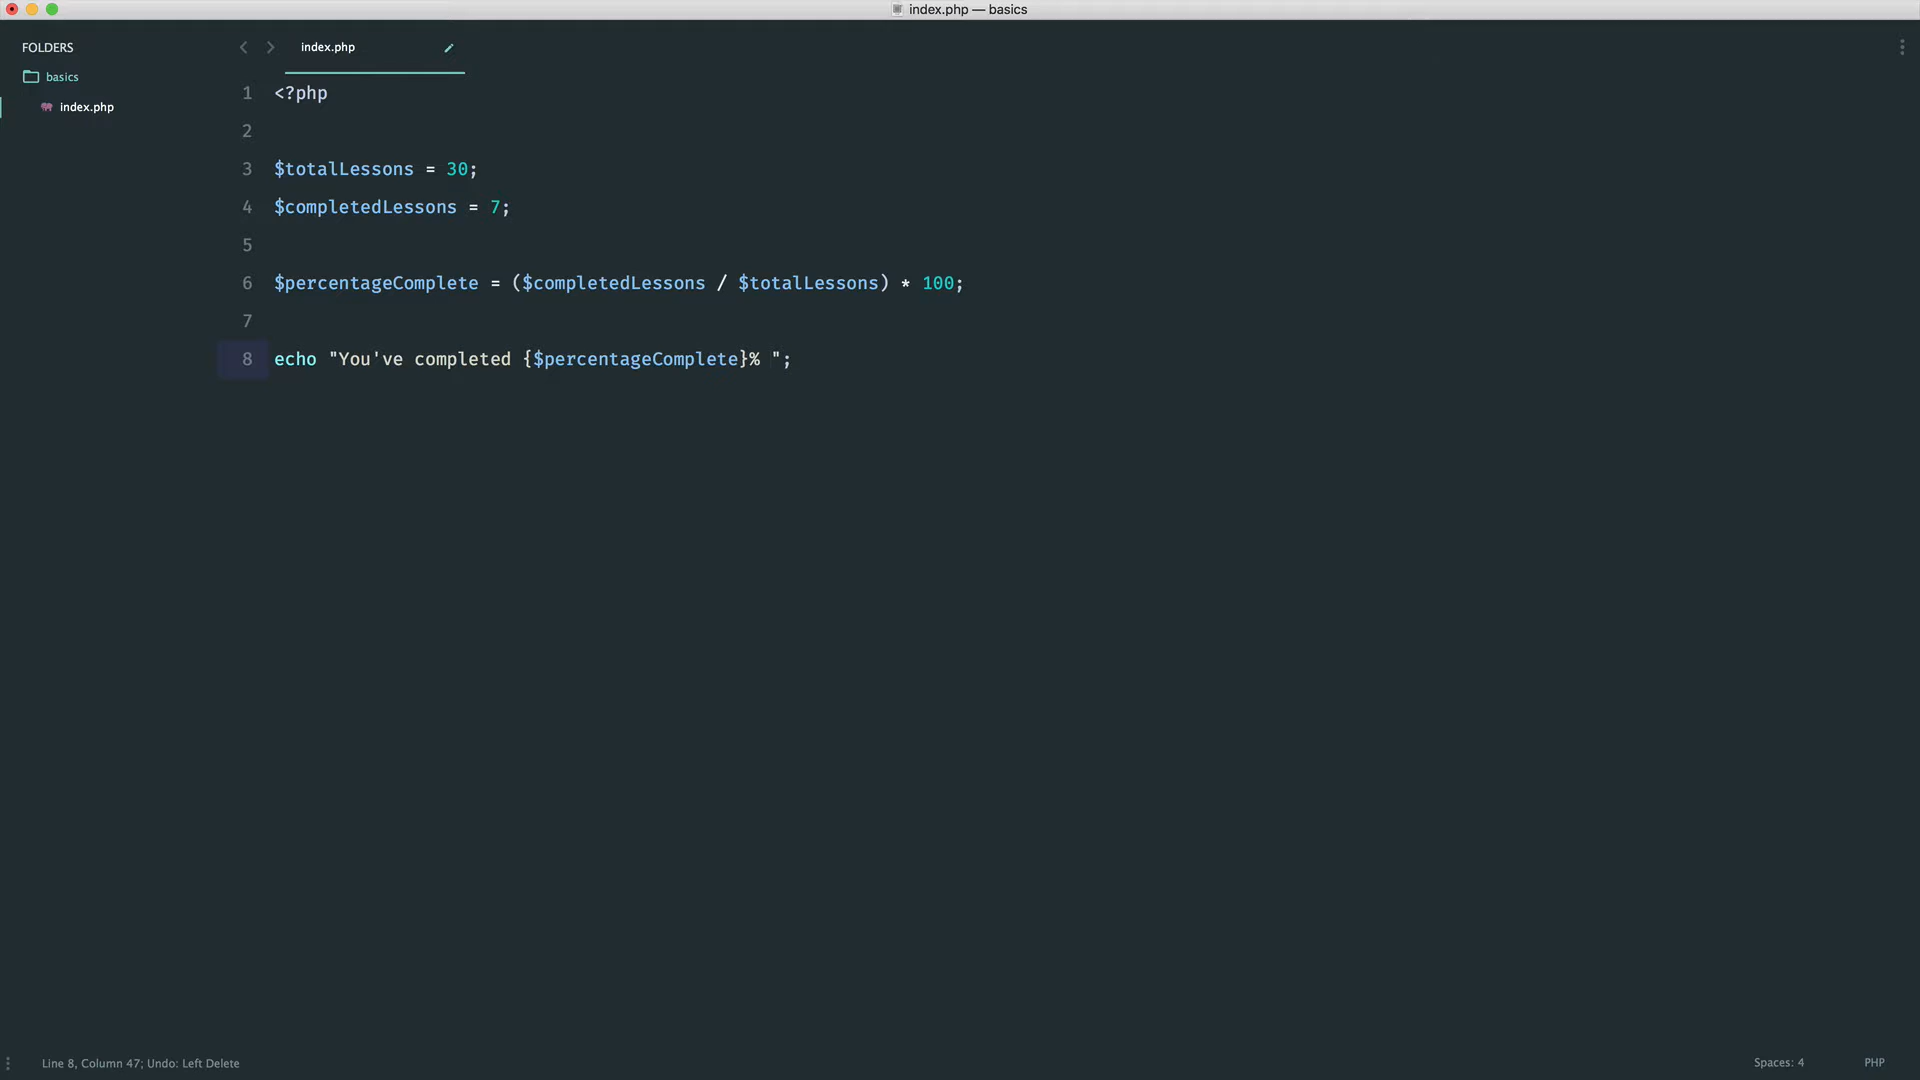 index.php — basics
FOLDERS
basics
index.php
index.php
1 <?php
2
3 $totalLessons = 30;
4 $completedLessons = 7;
5
6 $percentageComplete = ($completedLessons / $totalLessons) * 100;
7
8 echo "You've completed {$percentageComplete}% ";
Line 8, Column 47; Undo: Left Delete
Spaces: 4
PHP